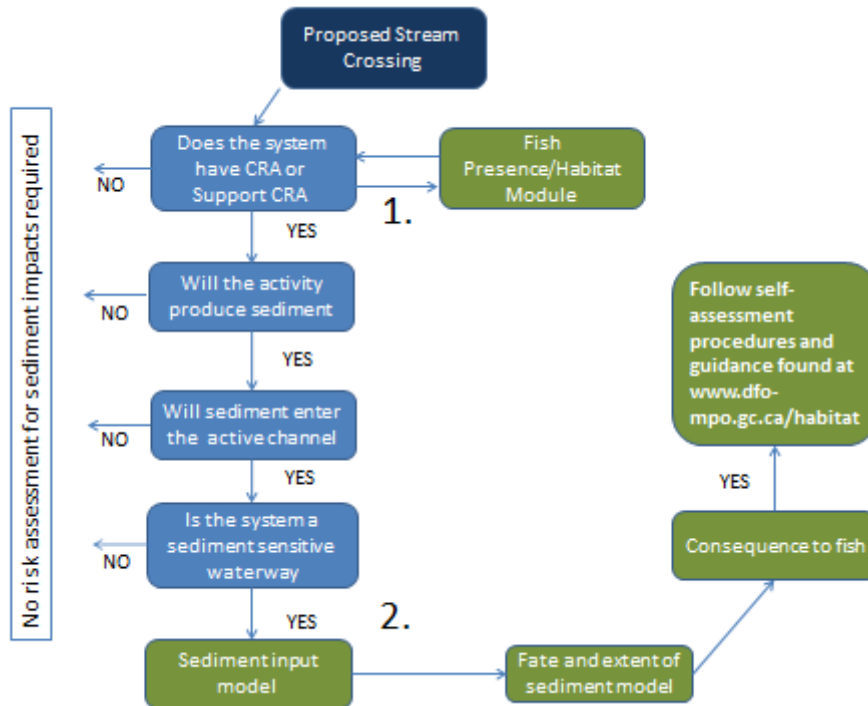 Proposed Stream
Crossing
No risk assessment for sediment impacts required
Does the system
have CRA or
Support CRA
Fish
Presence/Habitat
Module
NO
1.
YES
Will the activity
produce sediment
NO
YES
Follow self-
assessment
procedures and
guidance found at
www.dfo-
mpo.gc.ca/habitat
Will sediment enter
the active channel
NO
YES
YES
Is the system a
sediment sensitive
waterway
NO
Consequence to fish
YES
2.
Sediment input
model
Fate and extent of
sediment model